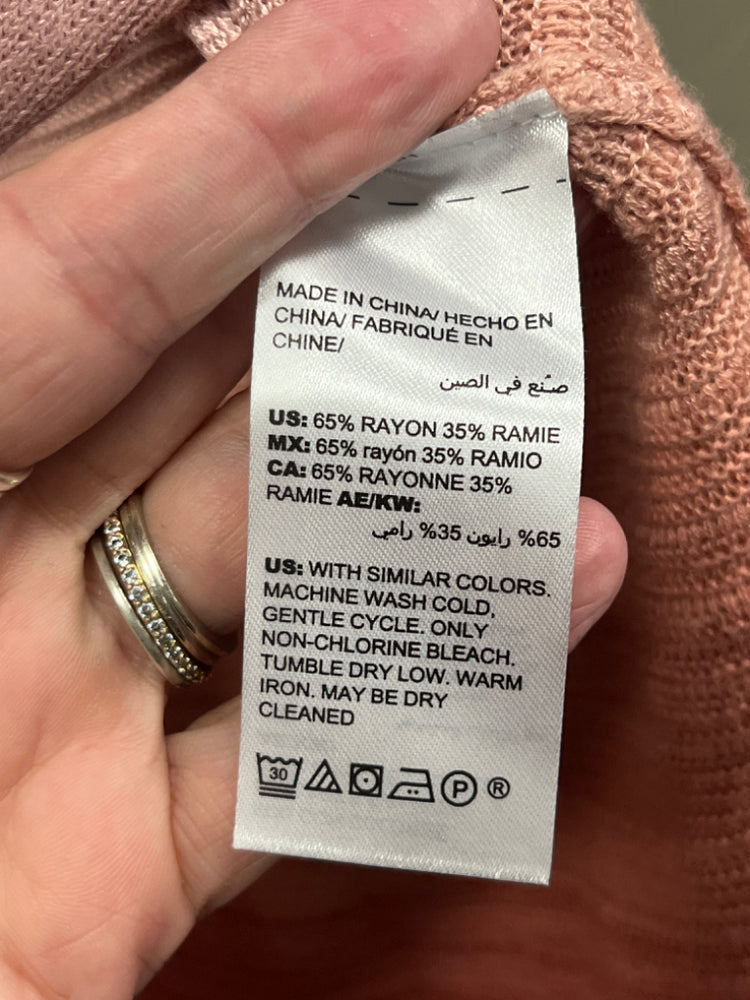 MADE IN CHINA/ HECHO EN
CHINA/ FABRIQUÉ EN
CHINE/
صنع في الصين
US: 65% RAYON 35% RAMIE
MX: 65% rayón 35% RAMIO
CA: 65% RAYONNE 35%
RAMIE AE/KW:
65% رايون 35% رامي
US: WITH SIMILAR COLORS.
MACHINE WASH COLD,
GENTLE CYCLE. ONLY
NON-CHLORINE BLEACH.
TUMBLE DRY LOW. WARM
IRON. MAY BE DRY
CLEANED
30 P ®